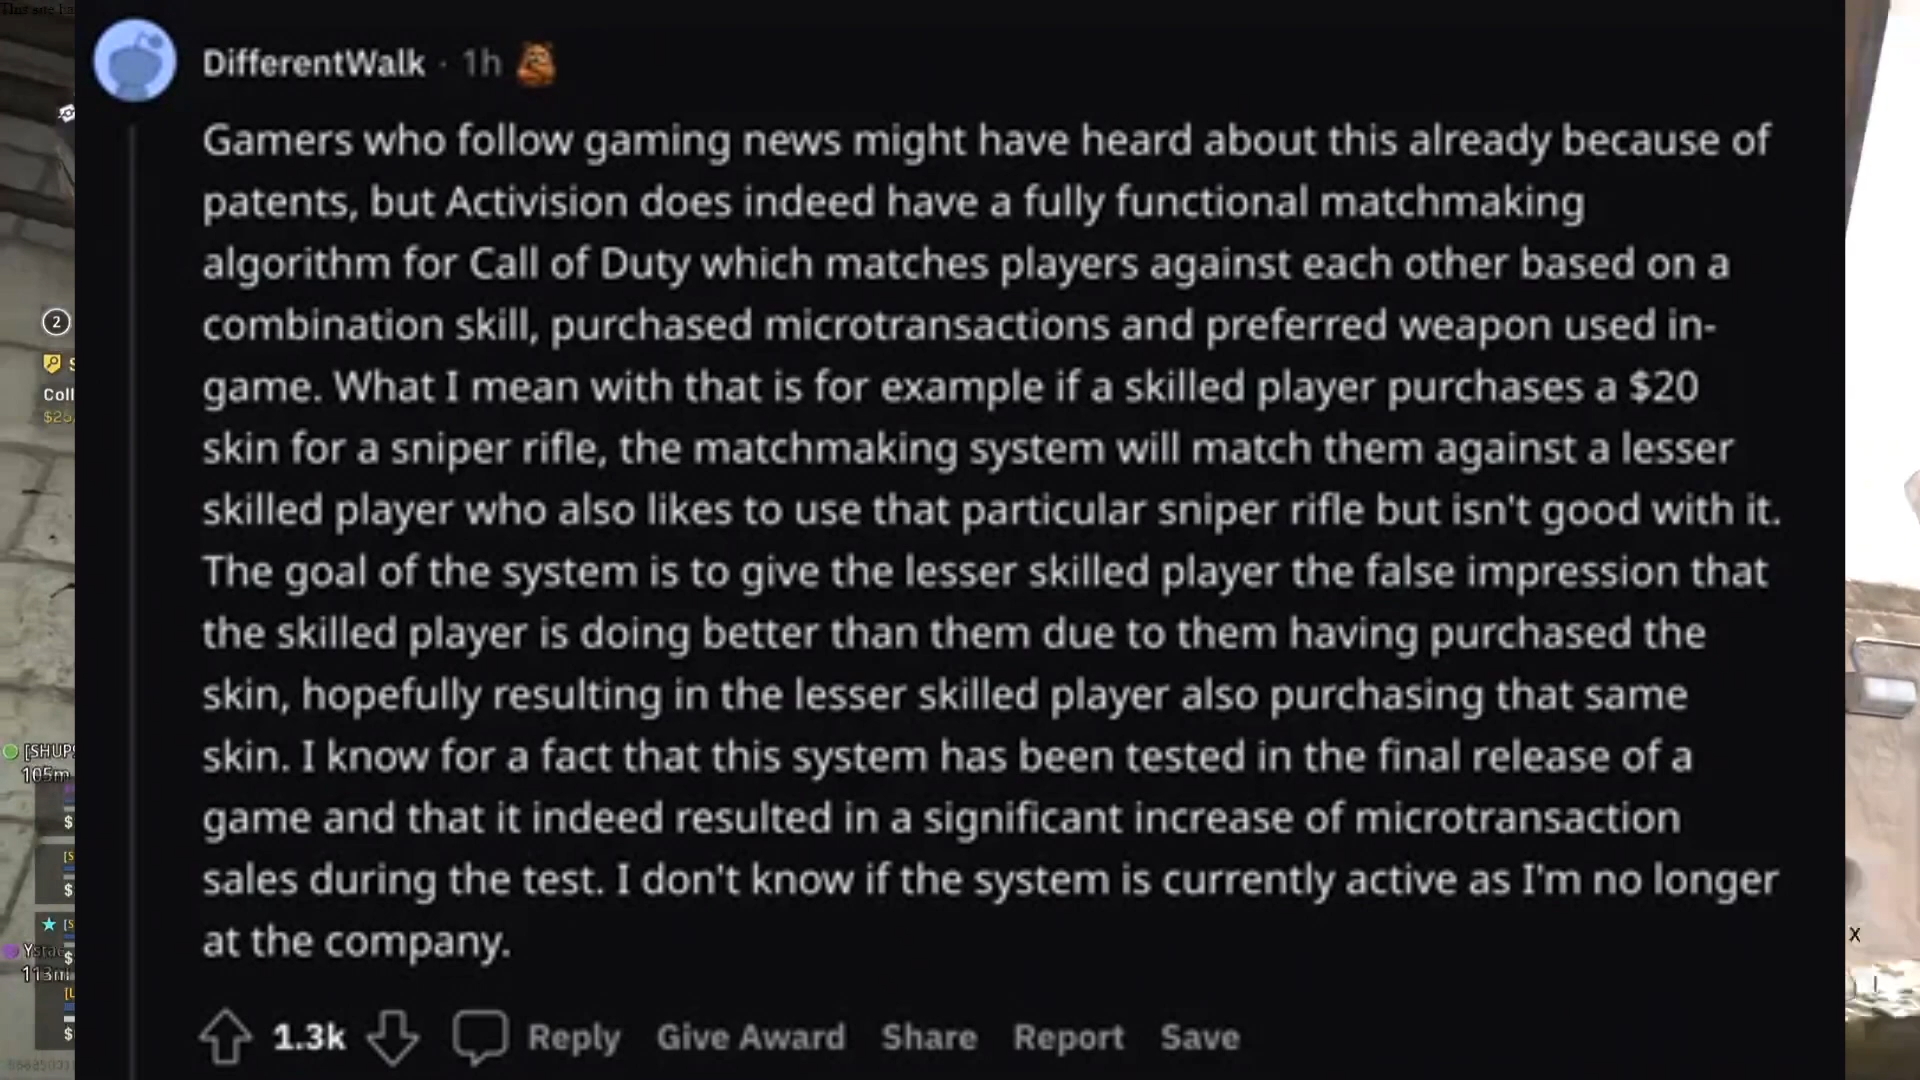 DifferentWalk · 1h
Gamers who follow gaming news might have heard about this already because of
patents, but Activision does indeed have a fully functional matchmaking
algorithm for Call of Duty which matches players against each other based on a
combination skill, purchased microtransactions and preferred weapon used in-
game. What I mean with that is for example if a skilled player purchases a $20
skin for a sniper rifle, the matchmaking system will match them against a lesser
skilled player who also likes to use that particular sniper rifle but isn't good with it.
The goal of the system is to give the lesser skilled player the false impression that
the skilled player is doing better than them due to them having purchased the
skin, hopefully resulting in the lesser skilled player also purchasing that same
skin. I know for a fact that this system has been tested in the final release of a
game and that it indeed resulted in a significant increase of microtransaction
sales during the test. I don't know if the system is currently active as I'm no longer
at the company.
1.3k Reply Give Award Share Report Save
2
Coll
[SHUP
105m
$
$
$
113m
$
X